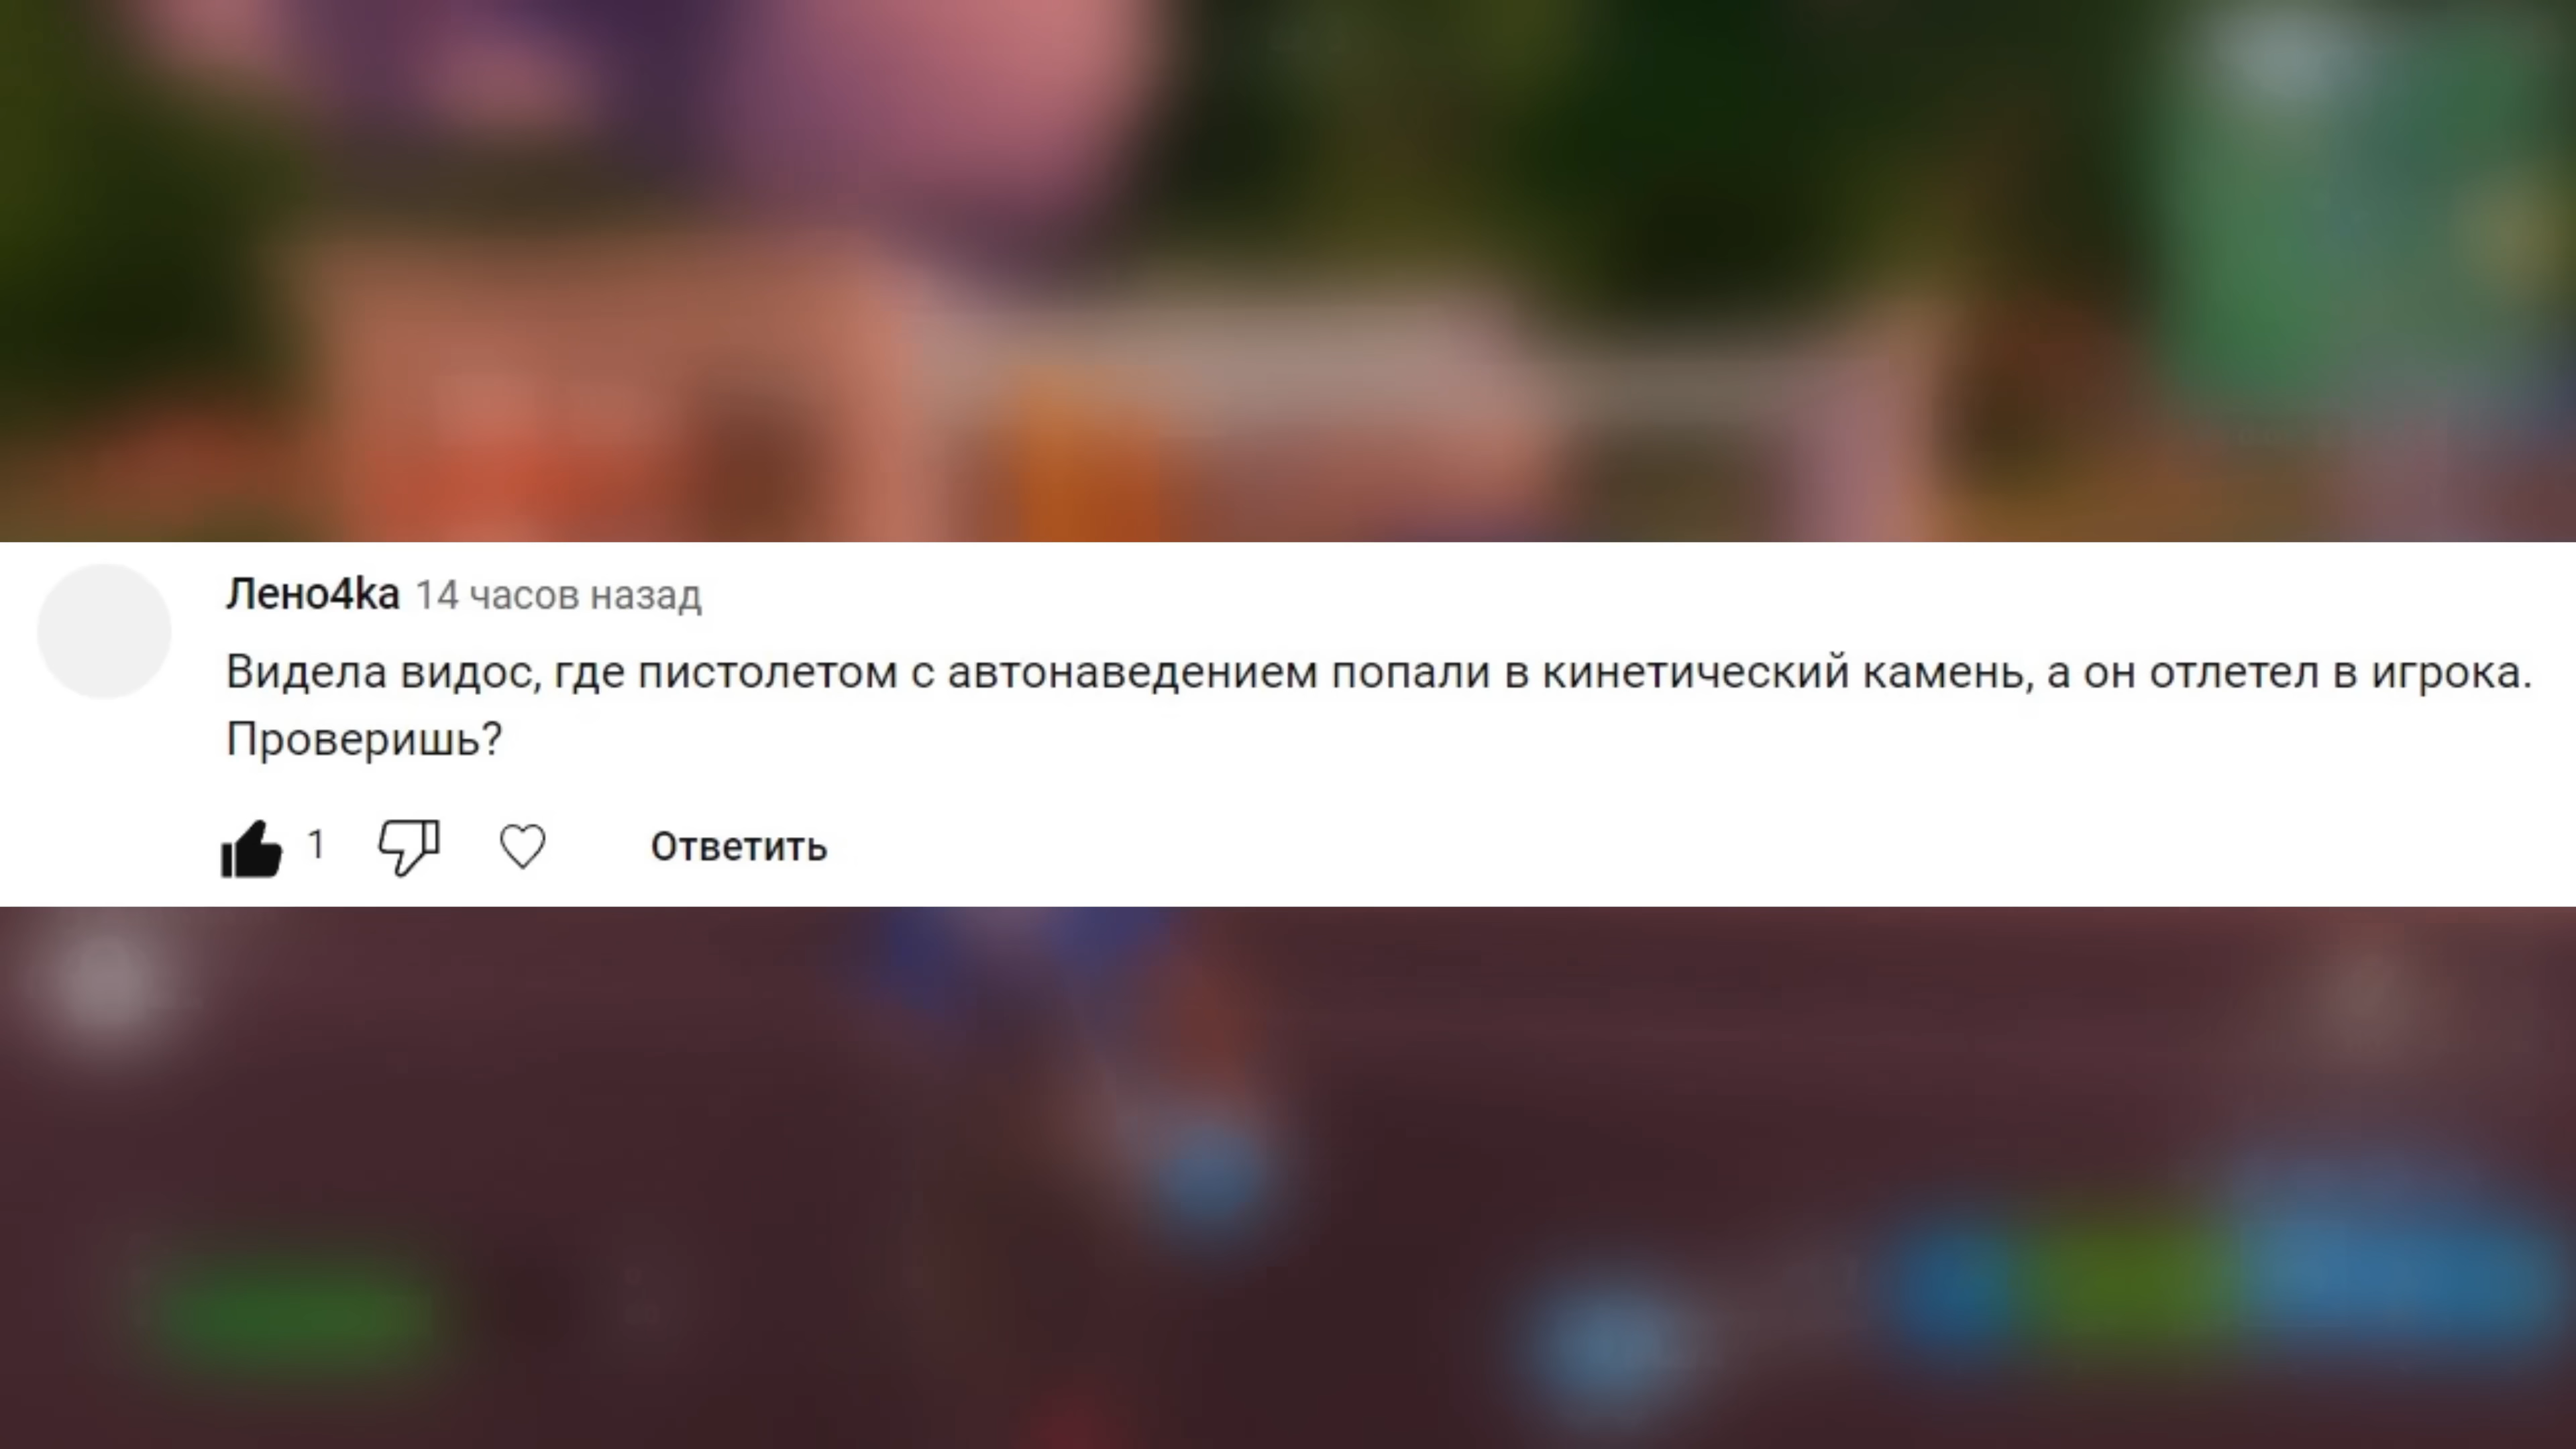 Лено4ka 14 часов назад
Видела видос, где пистолетом с автонаведением попали в кинетический камень, а он отлетел в игрока.
Проверишь?
1 Ответить